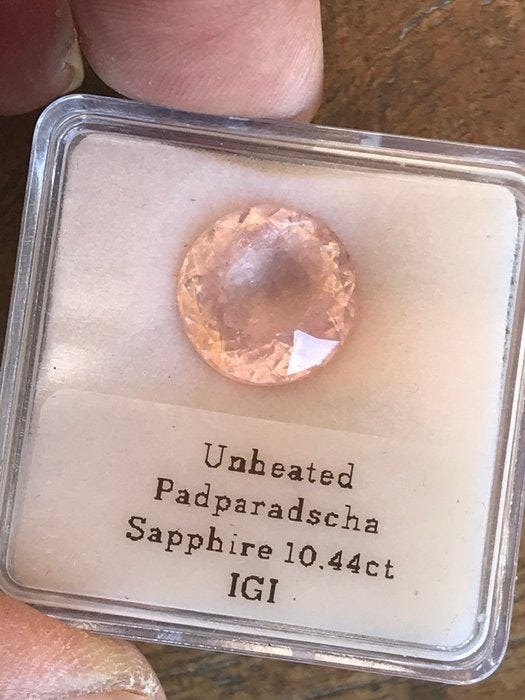 Unheated
Padparadscha
Sapphire 10.44ct
IGI